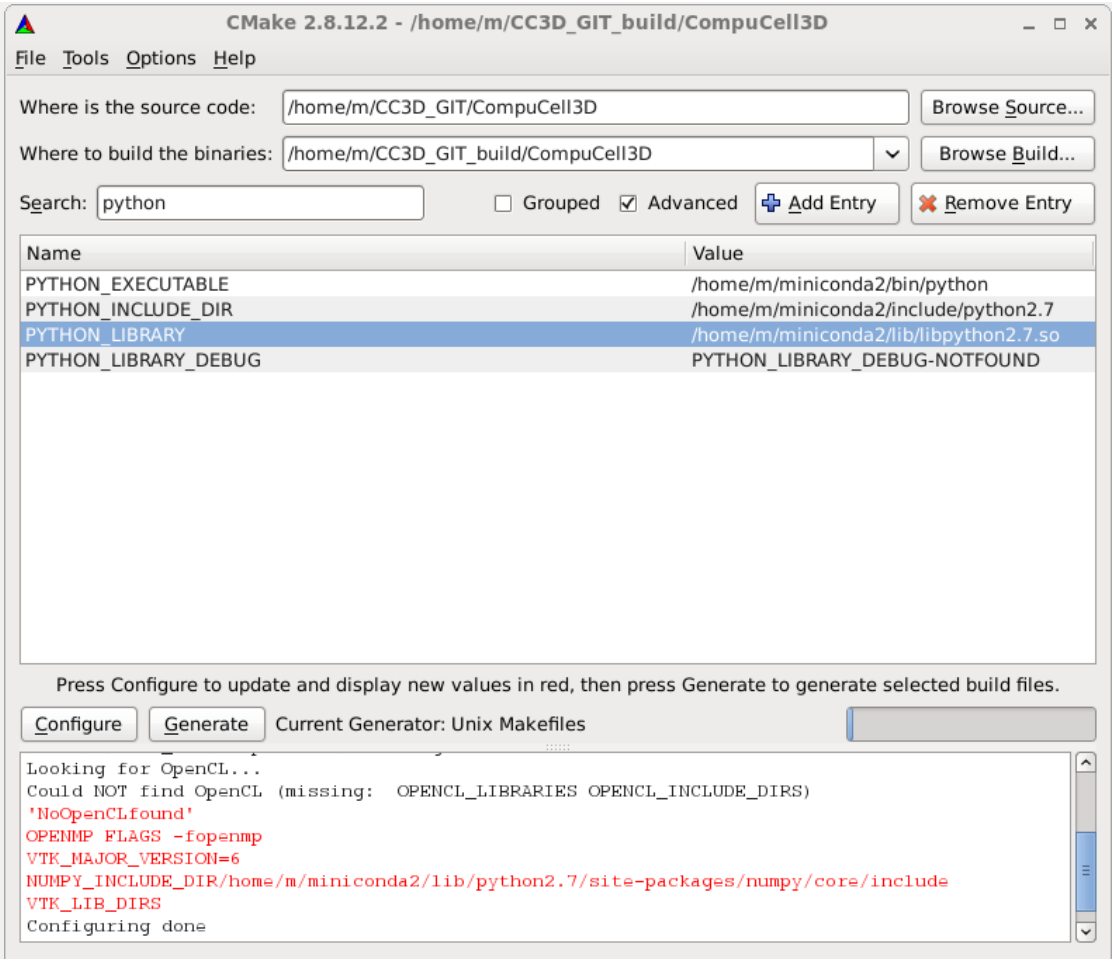 CMake 2.8.12.2 - /home/m/CC3D_GIT_build/CompuCell3D
File Tools Options Help
Where is the source code: /home/m/CC3D_GIT/CompuCell3D Browse Source...
Where to build the binaries: /home/m/CC3D_GIT_build/CompuCell3D Browse Build...
Search: python Grouped Advanced Add Entry Remove Entry
Name Value
PYTHON_EXECUTABLE /home/m/miniconda2/bin/python
PYTHON_INCLUDE_DIR /home/m/miniconda2/include/python2.7
PYTHON_LIBRARY /home/m/miniconda2/lib/libpython2.7.so
PYTHON_LIBRARY_DEBUG PYTHON_LIBRARY_DEBUG-NOTFOUND
Press Configure to update and display new values in red, then press Generate to generate selected build files.
Configure Generate Current Generator: Unix Makefiles
Looking for OpenCL...
Could NOT find OpenCL (missing:  OPENCL_LIBRARIES OPENCL_INCLUDE_DIRS)
'NoOpenCLfound'
OPENMP FLAGS -fopenmp
VTK_MAJOR_VERSION=6
NUMPY_INCLUDE_DIR/home/m/miniconda2/lib/python2.7/site-packages/numpy/core/include
VTK_LIB_DIRS
Configuring done